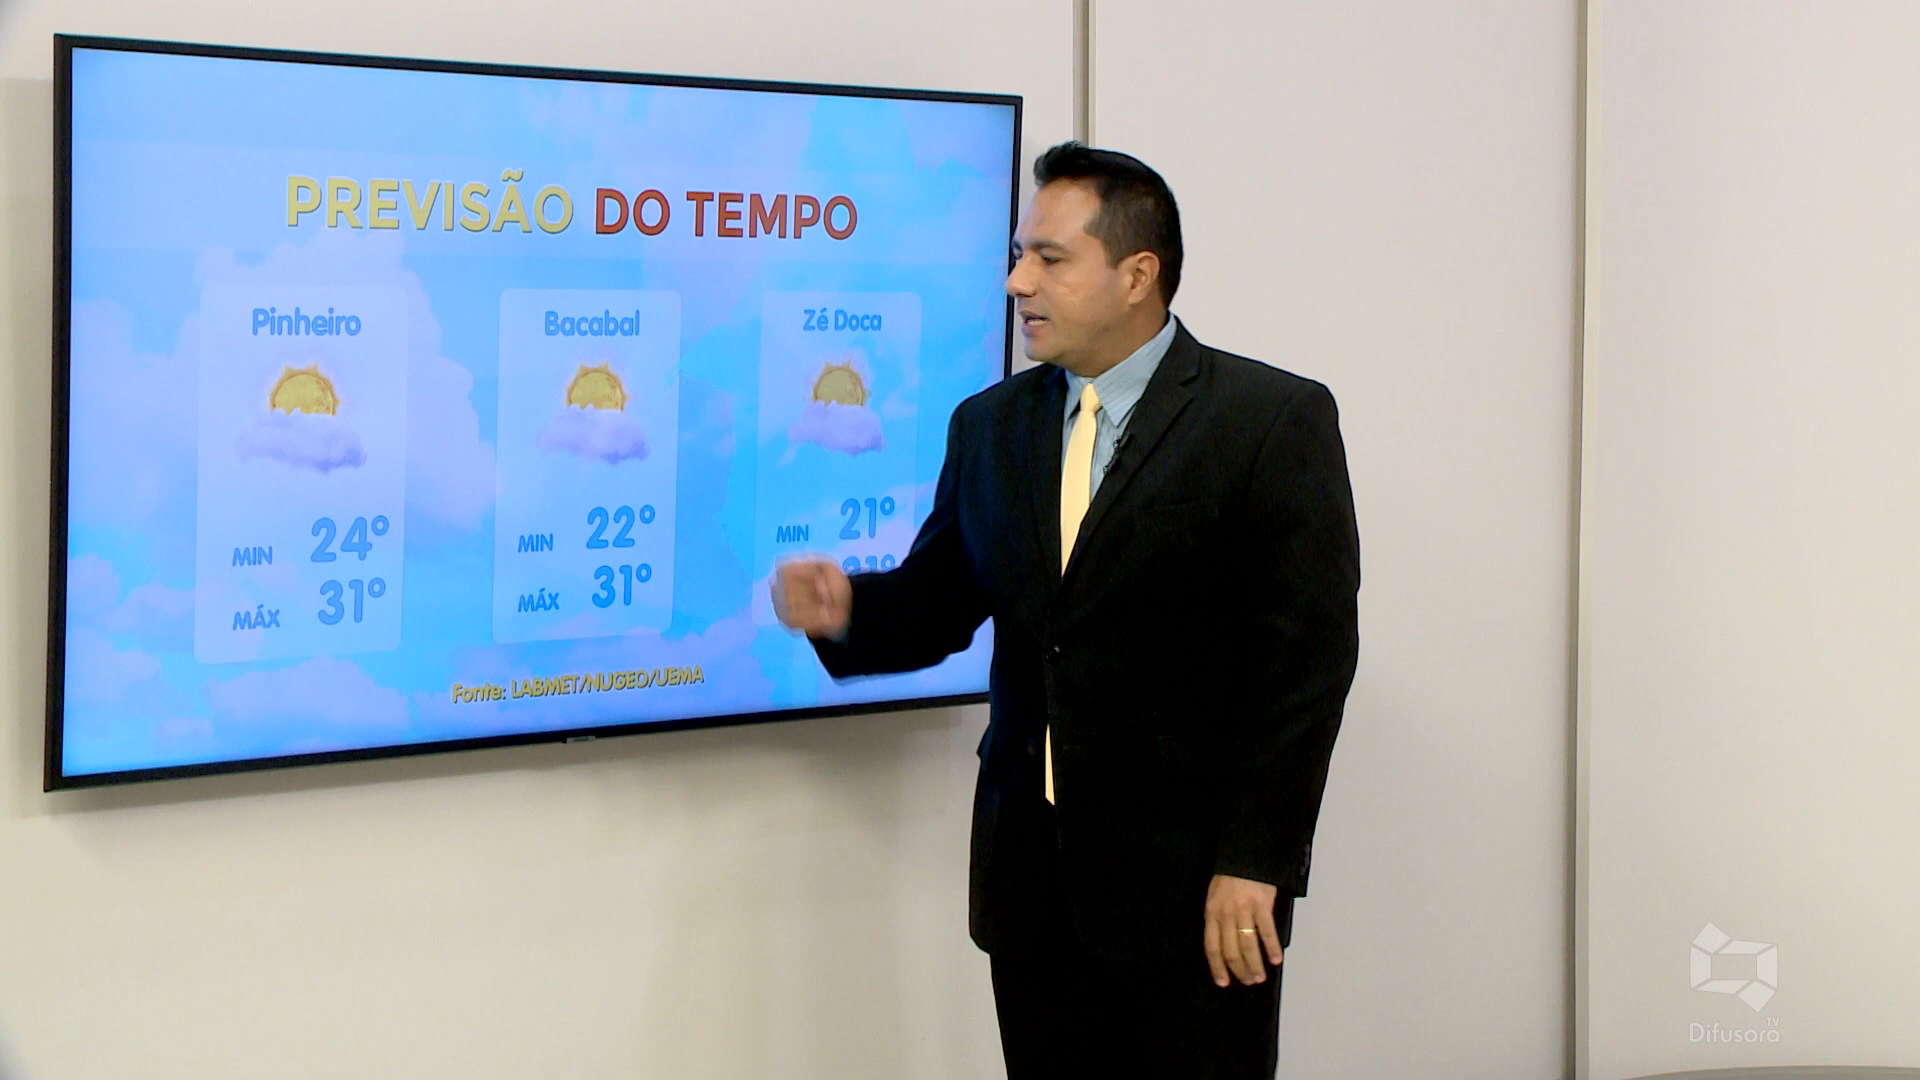 PREVISÃO DO TEMPO
Pinheiro
MIN 24°
MÁX 31°
Bacabal
MIN 22°
MÁX 31°
Zé Doca
MIN 21°
Fonte: LABMET/NUGEO/UEMA
TV
Difusora